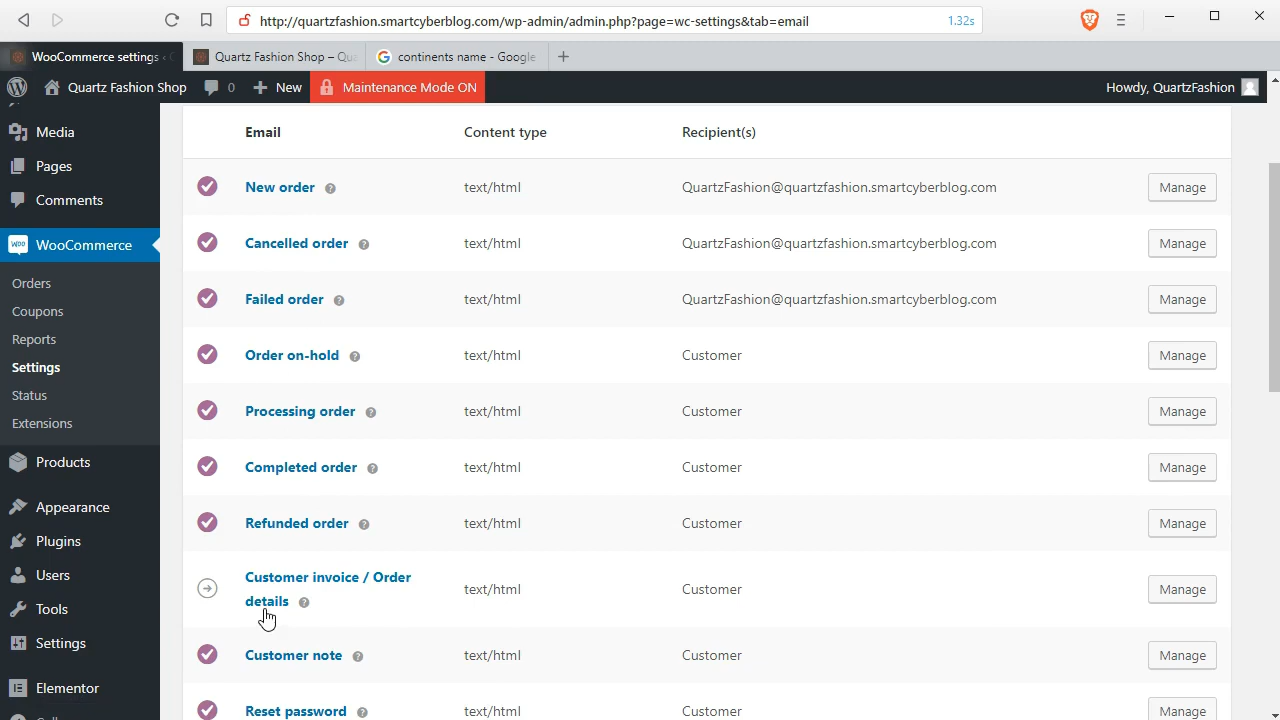 http://quartzfashion.smartcyberblog.com/wp-admin/admin.php?page=wc-settings&tab=email 1.32s
WooCommerce settings ‹ Quartz Fashion Shop – Qua continents name - Google
Quartz Fashion Shop 0 New Maintenance Mode ON Howdy, QuartzFashion
Media
Pages
Comments
WooCommerce
Orders
Coupons
Reports
Settings
Status
Extensions
Products
Appearance
Plugins
Users
Tools
Settings
Elementor
Email Content type Recipient(s)
New order text/html QuartzFashion@quartzfashion.smartcyberblog.com Manage
Cancelled order text/html QuartzFashion@quartzfashion.smartcyberblog.com Manage
Failed order text/html QuartzFashion@quartzfashion.smartcyberblog.com Manage
Order on-hold text/html Customer Manage
Processing order text/html Customer Manage
Completed order text/html Customer Manage
Refunded order text/html Customer Manage
Customer invoice / Order
details text/html Customer Manage
Customer note text/html Customer Manage
Reset password text/html Customer Manage